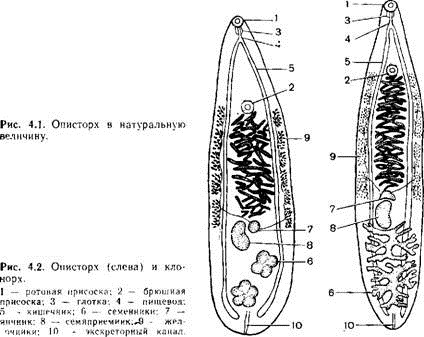 Рис. 4.1. Описторх в натуральную
величину.
Рис. 4.2. Описторх (слева) и кло-
норх.
1 — ротовая присоска; 2 — брюшная
присоска; 3 — глотка; 4 — пищевод;
5 - кишечник; 6 — семенники; 7 —
яичник; 8 — семяприемник; 9 - жел-
точники; 10 - экскреторный канал.
1
3
4
5
2
9
7
8
6
10
1
3
4
5
2
9
7
8
6
10